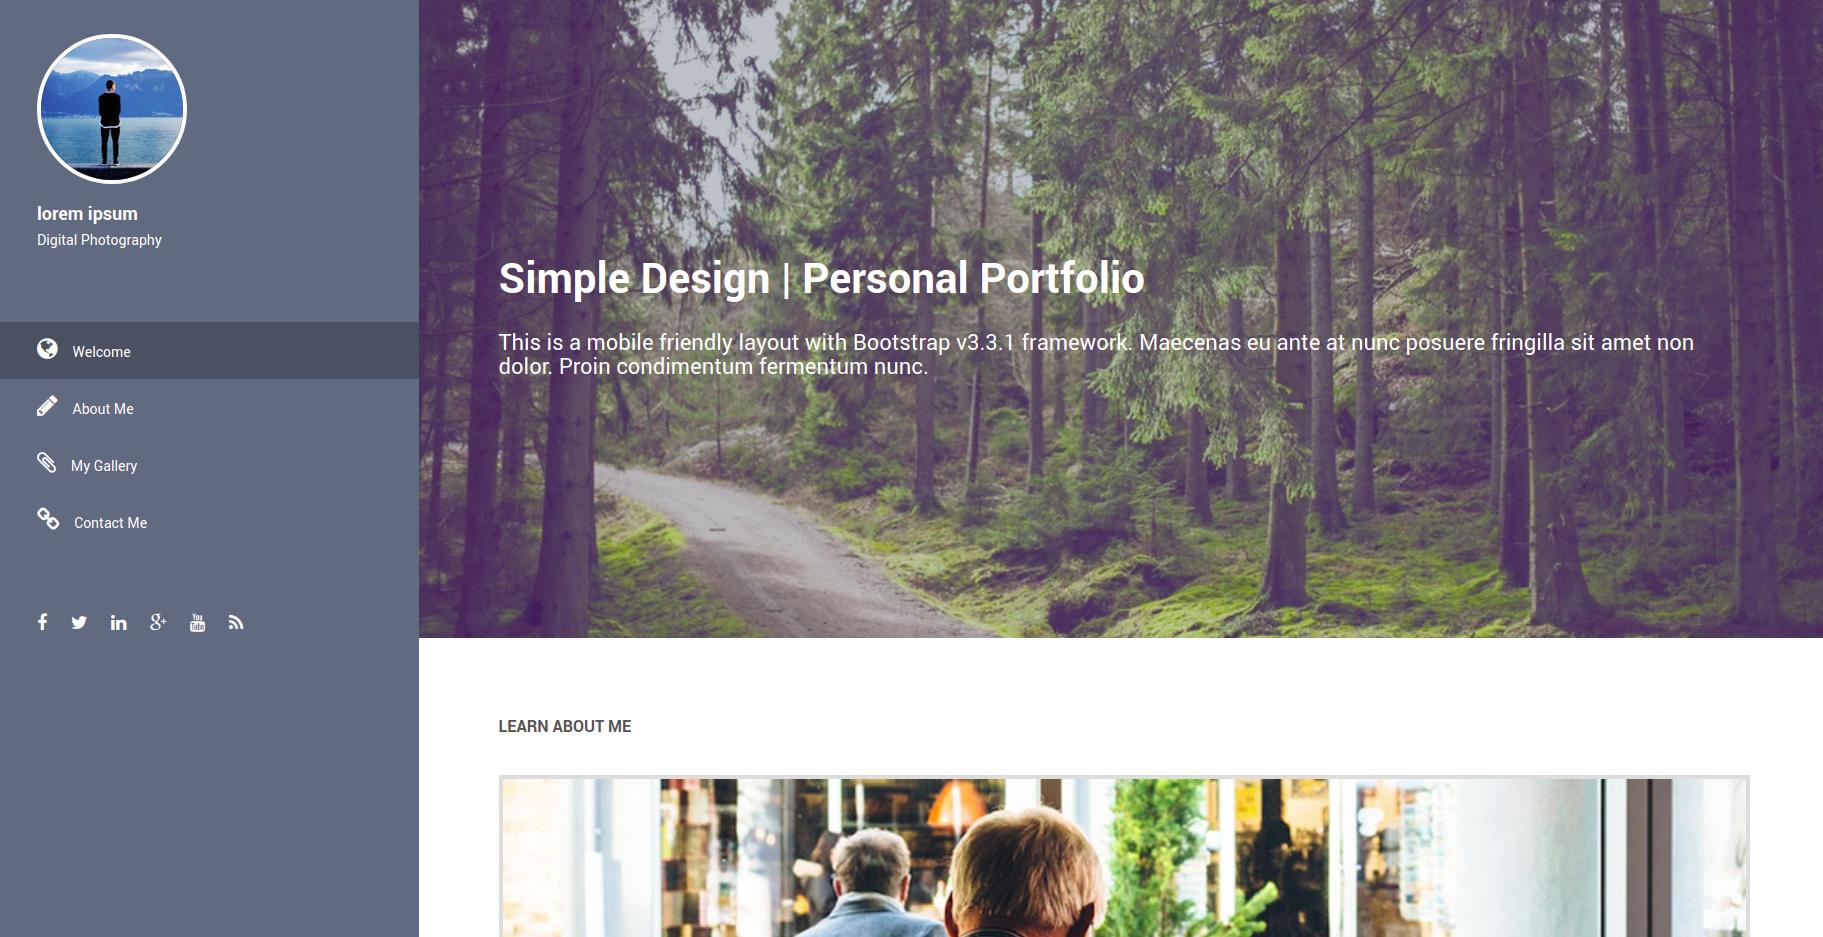 lorem ipsum
Digital Photography
Welcome
About Me
My Gallery
Contact Me
You
Tube
Simple Design | Personal Portfolio
This is a mobile friendly layout with Bootstrap v3.3.1 framework. Maecenas eu ante at nunc posuere fringilla sit amet non
dolor. Proin condimentum fermentum nunc.
LEARN ABOUT ME